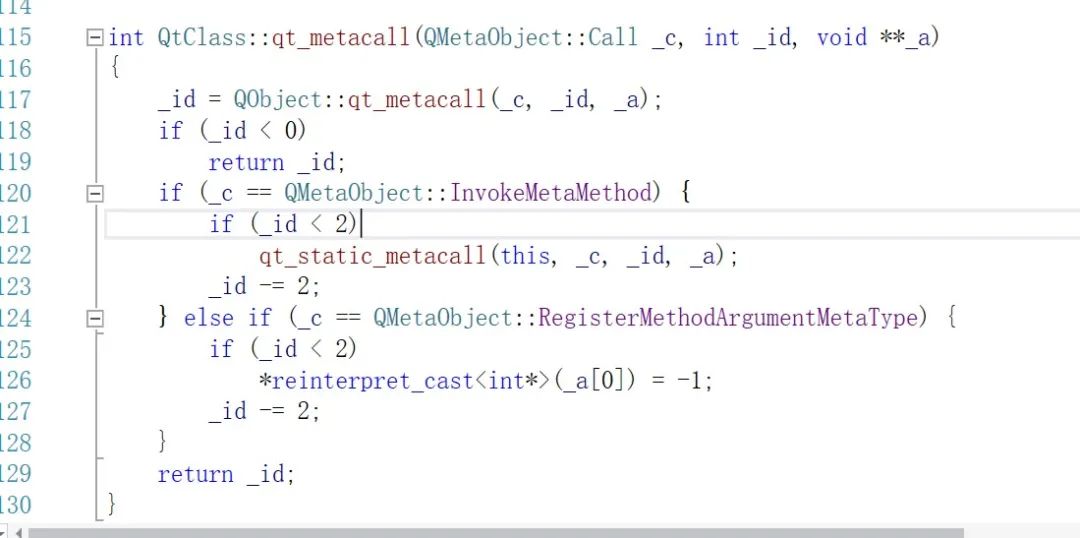 114
115 int QtClass::qt_metacall(QMetaObject::Call _c, int _id, void **_a)
116 {
117     _id = QObject::qt_metacall(_c, _id, _a);
118     if (_id < 0)
119         return _id;
120     if (_c == QMetaObject::InvokeMetaMethod) {
121         if (_id < 2)
122             qt_static_metacall(this, _c, _id, _a);
123         _id -= 2;
124     } else if (_c == QMetaObject::RegisterMethodArgumentMetaType) {
125         if (_id < 2)
126             *reinterpret_cast<int*>(_a[0]) = -1;
127         _id -= 2;
128     }
129     return _id;
130 }